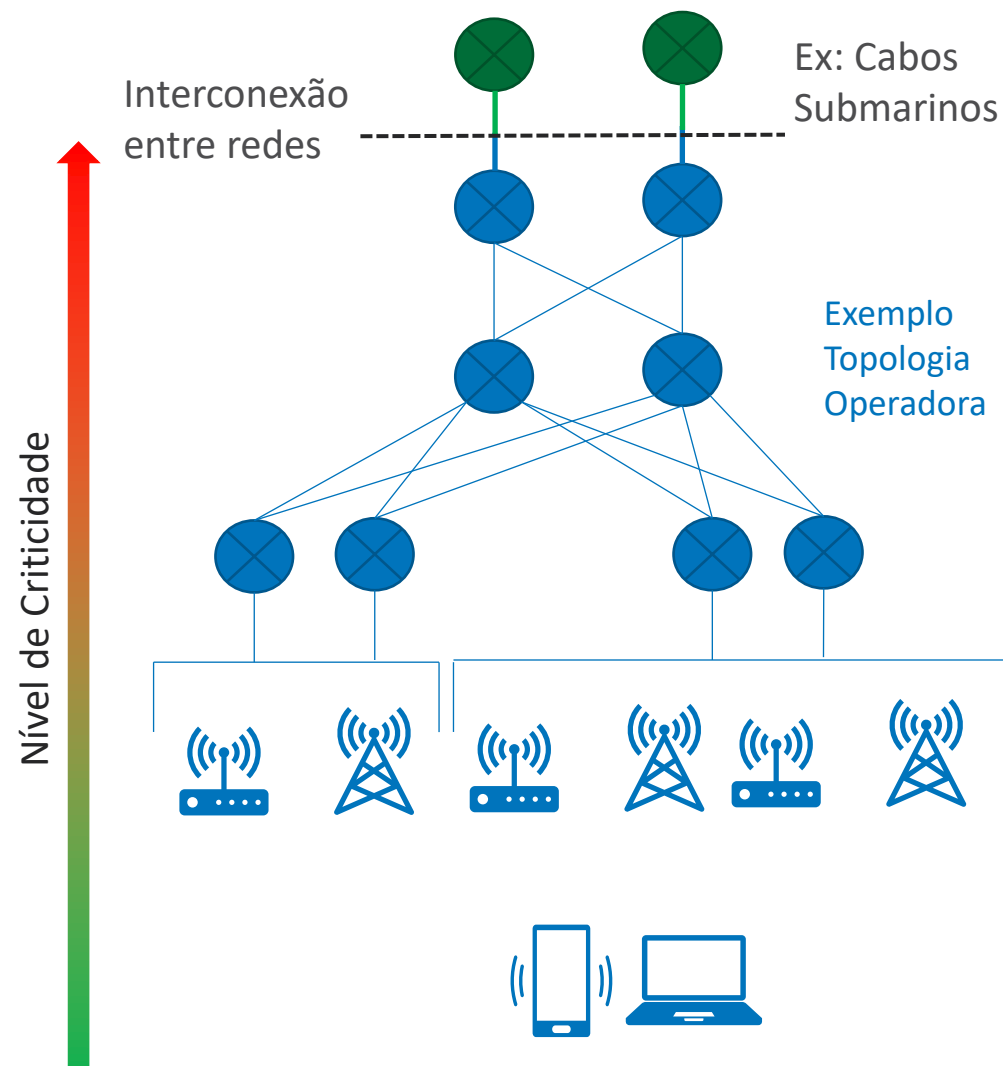 Interconexão
entre redes
Ex: Cabos
Submarinos
Exemplo
Topologia
Operadora
Nível de Criticidade